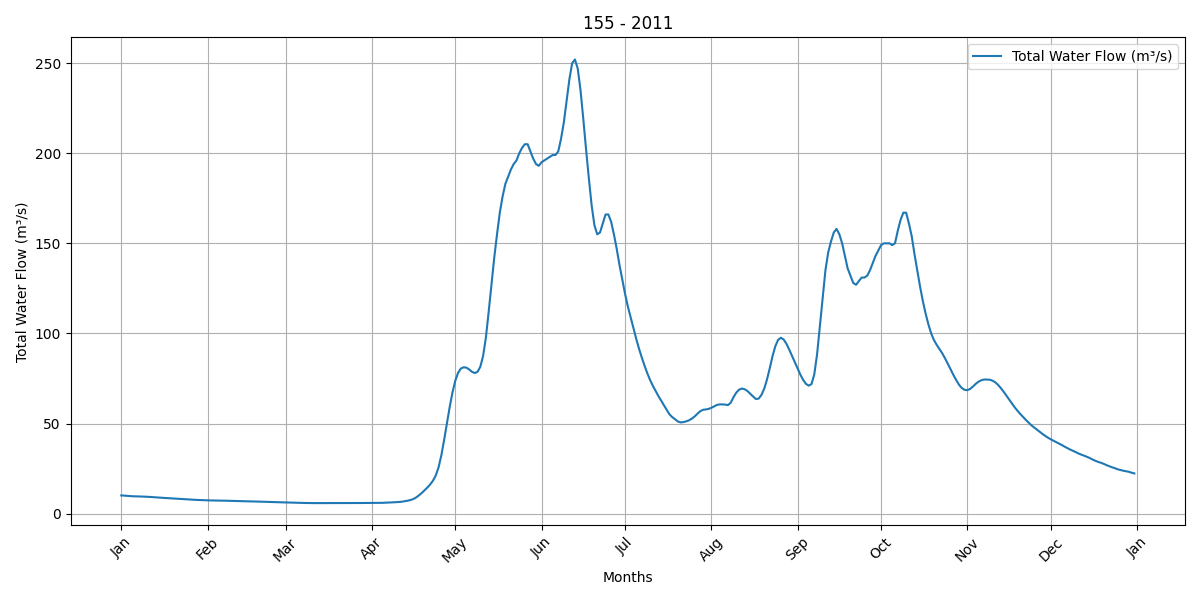 155 - 2011
Total Water Flow (m³/s)
Total Water Flow (m³/s)
250
200
150
100
50
0
Jan
Feb
Mar
Apr
May
Jun
Jul
Aug
Sep
Oct
Nov
Dec
Jan
Months